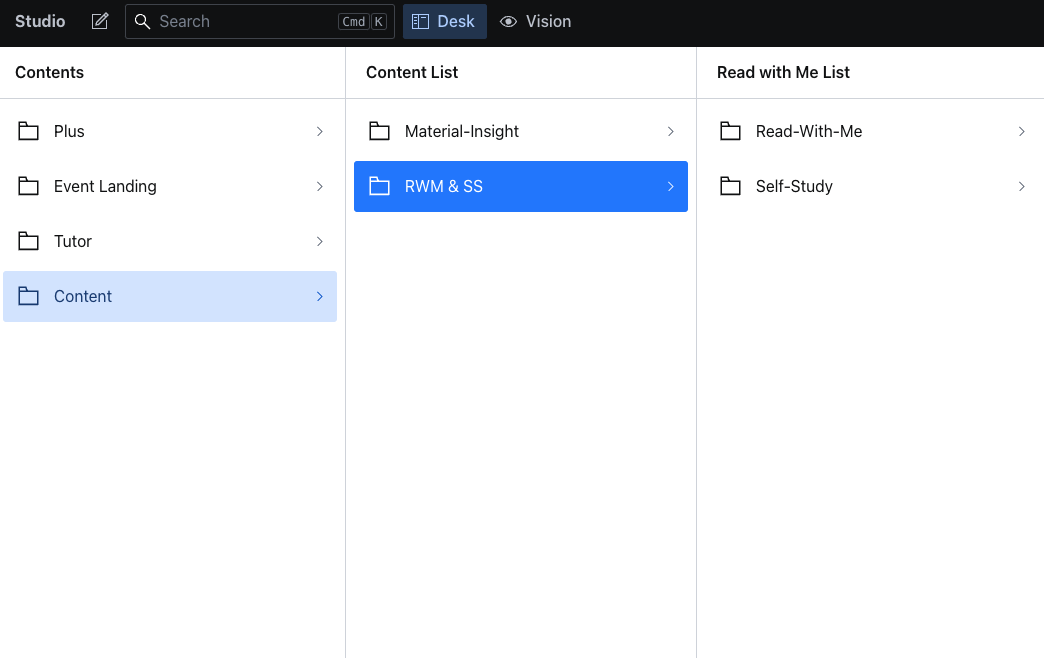 Studio
Search
Cmd K
Desk
Vision
Contents
Plus
Event Landing
Tutor
Content
Content List
Material-Insight
RWM & SS
Read with Me List
Read-With-Me
Self-Study